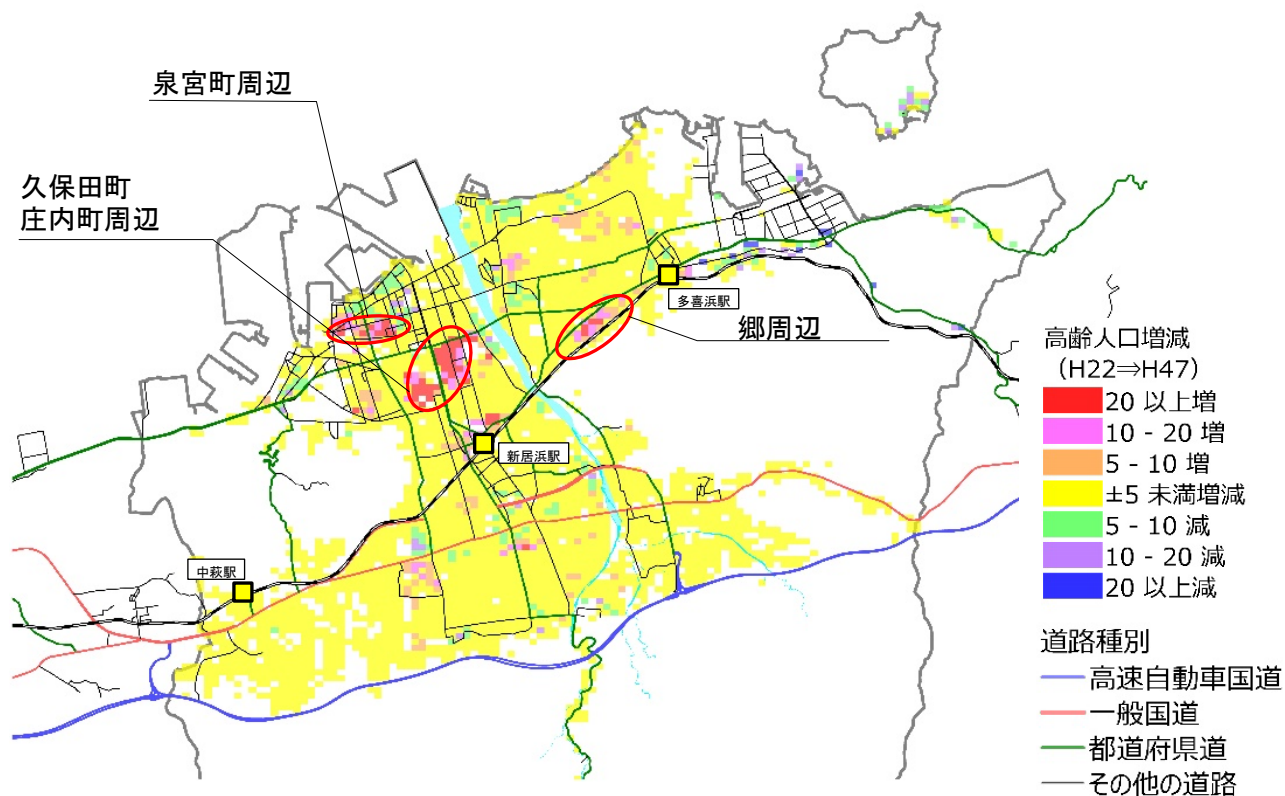 泉宮町周辺
久保田町
庄内町周辺
多喜浜駅
郷周辺
新居浜駅
中萩駅
高齢人口増減
(H22⇒H47)
20 以上増
10 - 20 増
5 - 10 増
±5 未満増減
5 - 10 減
10 - 20 減
20 以上減
道路種別
高速自動車国道
一般国道
都道府県道
その他の道路